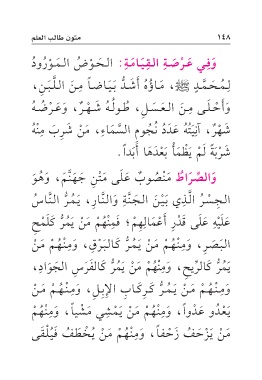 ١٤٨ متون طالب العلم
وَفِي عَرْصَةِ القِيَامَةِ: الحَوْضُ المَوْرُودُ
لِمُحَمَّدٍ ﷺ، مَاؤُهُ أَشَدُّ بَيَاضاً مِنَ اللَّبَنِ،
وَأَحْلَى مِنَ العَسَلِ، طُولُهُ شَهْرٌ، وَعَرْضُهُ
شَهْرٌ، آنِيَتُهُ عَدَدُ نُجُومِ السَّمَاءِ، مَنْ شَرِبَ مِنْهُ
شَرْبَةً لَمْ يَظْمَأْ بَعْدَهَا أَبَداً.
وَالصِّرَاطُ مَنْصُوبٌ عَلَى مَتْنِ جَهَنَّمَ، وَهُوَ
الجِسْرُ الَّذِي بَيْنَ الجَنَّةِ وَالنَّارِ، يَمُرُّ النَّاسُ
عَلَيْهِ عَلَى قَدْرِ أَعْمَالِهِمْ؛ فَمِنْهُمْ مَنْ يَمُرُّ كَلَمْحِ
البَصَرِ، وَمِنْهُمْ مَنْ يَمُرُّ كَالبَرْقِ، وَمِنْهُمْ مَنْ
يَمُرُّ كَالرِّيحِ، وَمِنْهُمْ مَنْ يَمُرُّ كَالفَرَسِ الجَوَادِ،
وَمِنْهُمْ مَنْ يَمُرُّ كَرِكَابِ الإِبِلِ، وَمِنْهُمْ مَنْ
يَعْدُو عَدْواً، وَمِنْهُمْ مَنْ يَمْشِي مَشْياً، وَمِنْهُمْ
مَنْ يَزْحَفُ زَحْفاً، وَمِنْهُمْ مَنْ يُخْطَفُ فَيُلْقَى